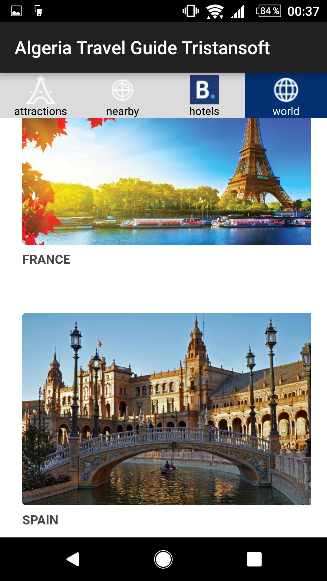 84%
00:37
Algeria Travel Guide Tristansoft
B.
attractions
nearby
hotels
world
FRANCE
SPAIN